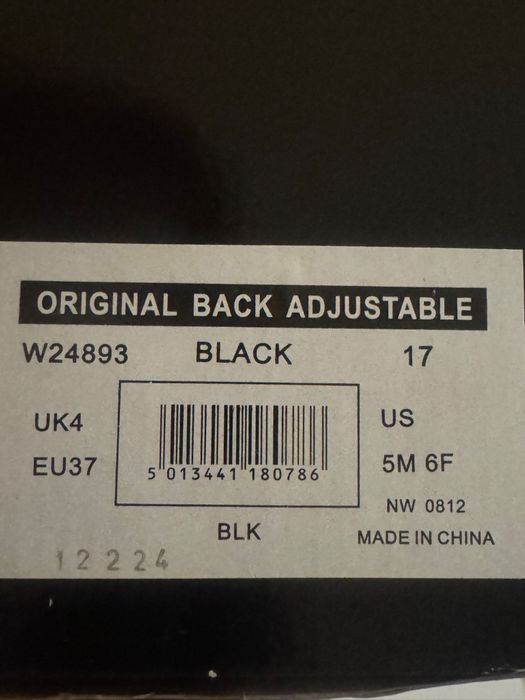 ORIGINAL BACK ADJUSTABLE
W24893 BLACK 17
UK4 US
EU37 5M 6F
5 013441 180786
NW 0812
BLK MADE IN CHINA
12224